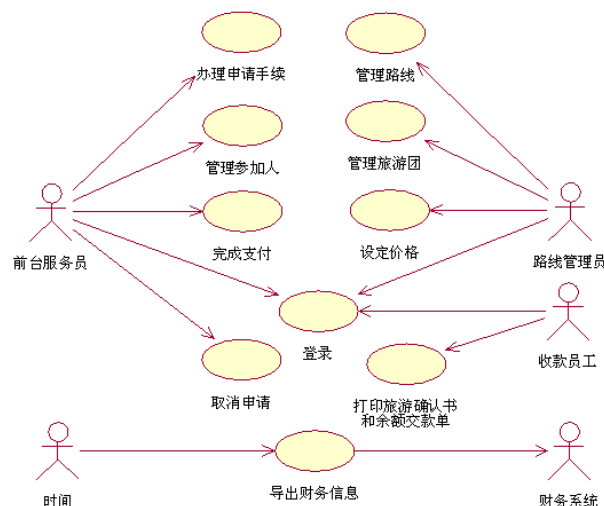 办理申请手续
管理路线
管理参加人
管理旅游团
前台服务员
完成支付
设定价格
路线管理员
登录
收款员工
取消申请
打印旅游确认书
和余额交款单
时间
导出财务信息
财务系统